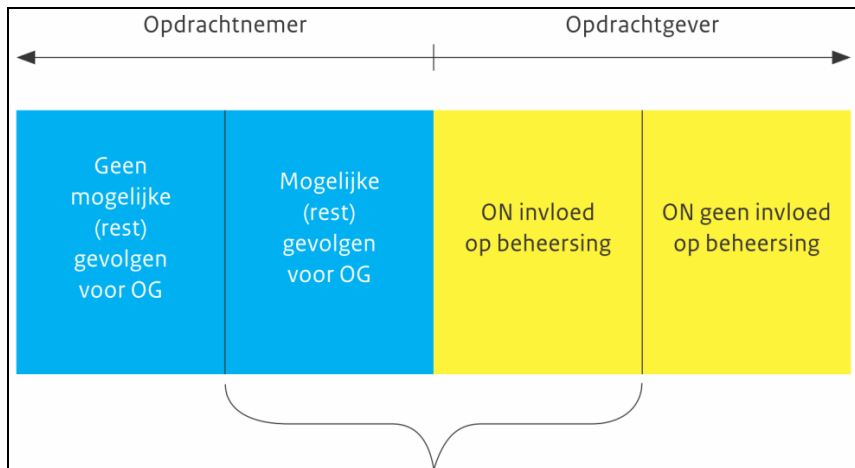 Opdrachtnemer
Opdrachtgever
Geen
mogelijke
(rest)
gevolgen
voor OG
Mogelijke
(rest)
gevolgen
voor OG
ON invloed
op beheersing
ON geen invloed
op beheersing